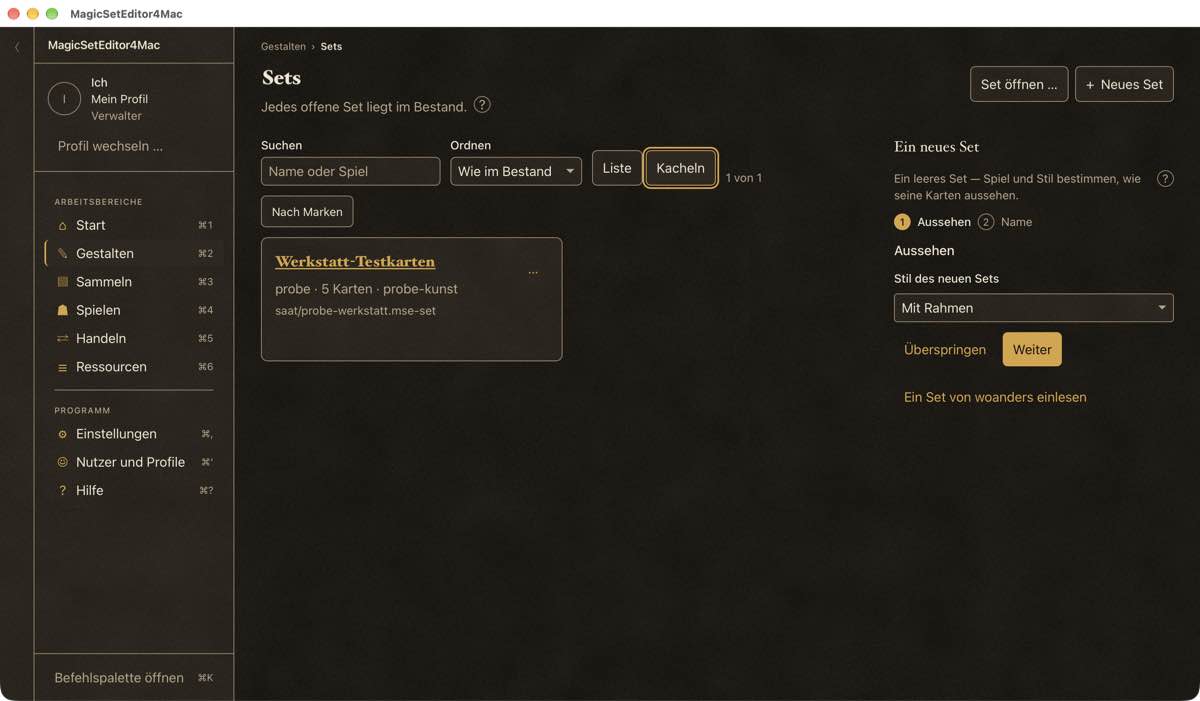 MagicSetEditor4Mac
MagicSetEditor4Mac
I
Ich
Mein Profil
Verwalter
Profil wechseln ...
ARBEITSBEREICHE
Start ⌘1
Gestalten ⌘2
Sammeln ⌘3
Spielen ⌘4
Handeln ⌘5
Ressourcen ⌘6
PROGRAMM
Einstellungen ⌘,
Nutzer und Profile ⌘'
? Hilfe ⌘?
Befehlspalette öffnen ⌘K
Gestalten › Sets
Sets
Jedes offene Set liegt im Bestand. ?
Set öffnen ... + Neues Set
Suchen Ordnen
Name oder Spiel Wie im Bestand Liste Kacheln 1 von 1
Nach Marken
Werkstatt-Testkarten ...
probe · 5 Karten · probe-kunst
saat/probe-werkstatt.mse-set
Ein neues Set
Ein leeres Set — Spiel und Stil bestimmen, wie ?
seine Karten aussehen.
1 Aussehen 2 Name
Aussehen
Stil des neuen Sets
Mit Rahmen
Überspringen Weiter
Ein Set von woanders einlesen